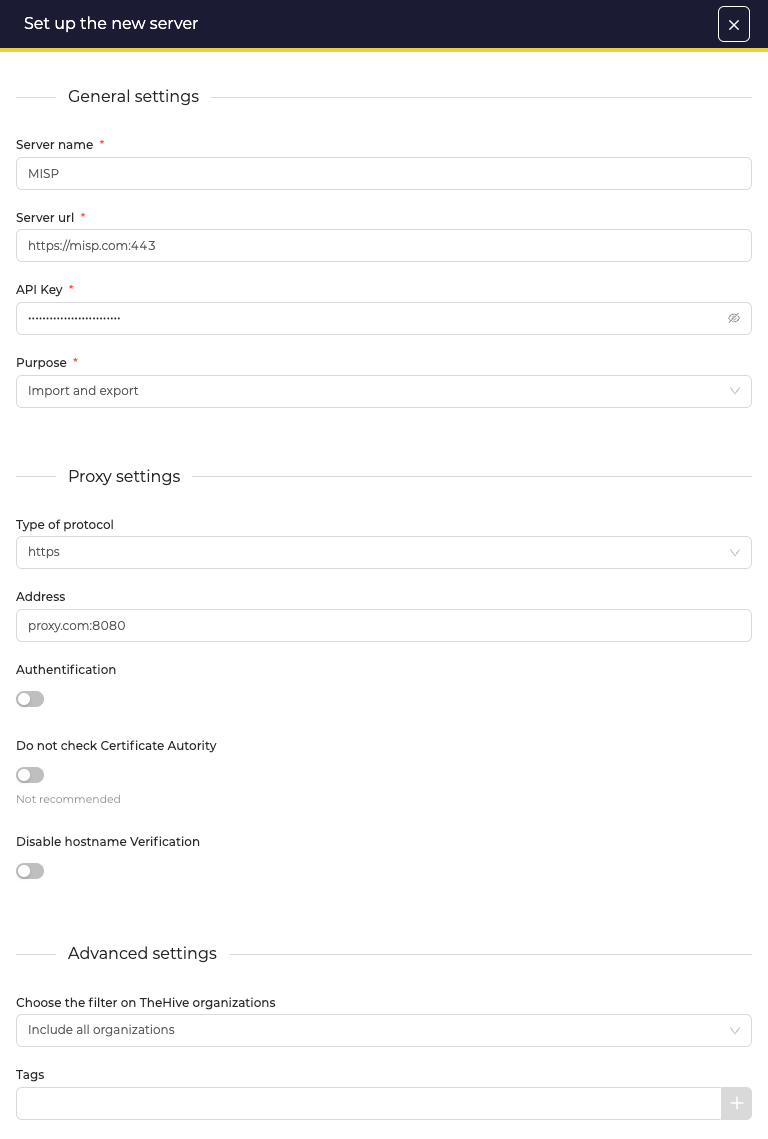 Set up the new server
General settings
Server name *
MISP
Server url *
https://misp.com:443
API Key *
••••••••••••••••••••••••••
Purpose *
Import and export
Proxy settings
Type of protocol
https
Address
proxy.com:8080
Authentification
Do not check Certificate Autority
Not recommended
Disable hostname Verification
Advanced settings
Choose the filter on TheHive organizations
Include all organizations
Tags